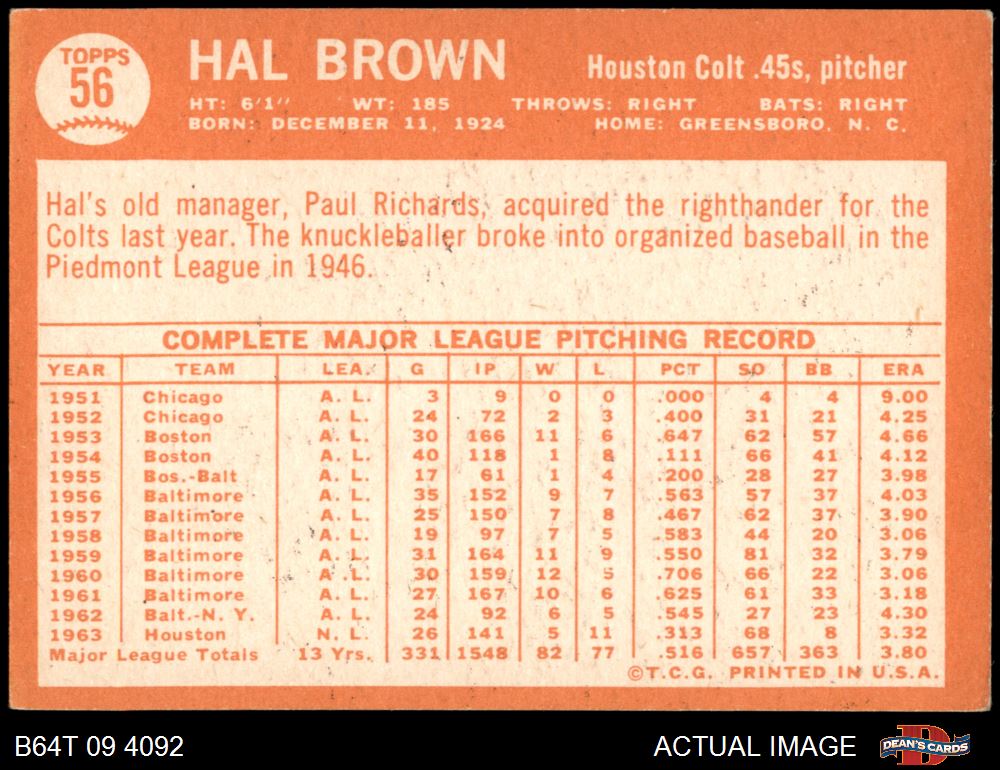 TOPPS
56
HAL BROWN
Houston Colt .45s, pitcher
HT: 6'1" WT: 185 THROWS: RIGHT BATS: RIGHT
BORN: DECEMBER 11, 1924 HOME: GREENSBORO, N. C.
Hal's old manager, Paul Richards, acquired the righthander for the
Colts last year. The knuckleballer broke into organized baseball in the
Piedmont League in 1946.
COMPLETE MAJOR LEAGUE PITCHING RECORD
YEAR TEAM LEA. G IP W L PCT SO BB ERA
1951 Chicago A. L. 3 9 0 0 .000 4 4 9.00
1952 Chicago A. L. 24 72 2 3 .400 31 21 4.25
1953 Boston A. L. 30 166 11 6 .647 62 57 4.66
1954 Boston A. L. 40 118 1 8 .111 66 41 4.12
1955 Bos.-Balt A. L. 17 61 1 4 .200 28 27 3.98
1956 Baltimore A. L. 35 152 9 7 .563 57 37 4.03
1957 Baltimore A. L. 25 150 7 8 .467 62 37 3.90
1958 Baltimore A. L. 19 97 7 5 .583 44 20 3.06
1959 Baltimore A. L. 31 164 11 9 .550 81 32 3.79
1960 Baltimore A. L. 30 159 12 5 .706 66 22 3.06
1961 Baltimore A. L. 27 167 10 6 .625 61 33 3.18
1962 Balt.-N. Y. A. L. 24 92 6 5 .545 27 23 4.30
1963 Houston N. L. 26 141 5 11 .313 68 8 3.32
Major League Totals 13 Yrs. 331 1548 82 77 .516 657 363 3.80
©T.C.G. PRINTED IN U.S.A.
B64T 09 4092 ACTUAL IMAGE DEAN'S CARDS